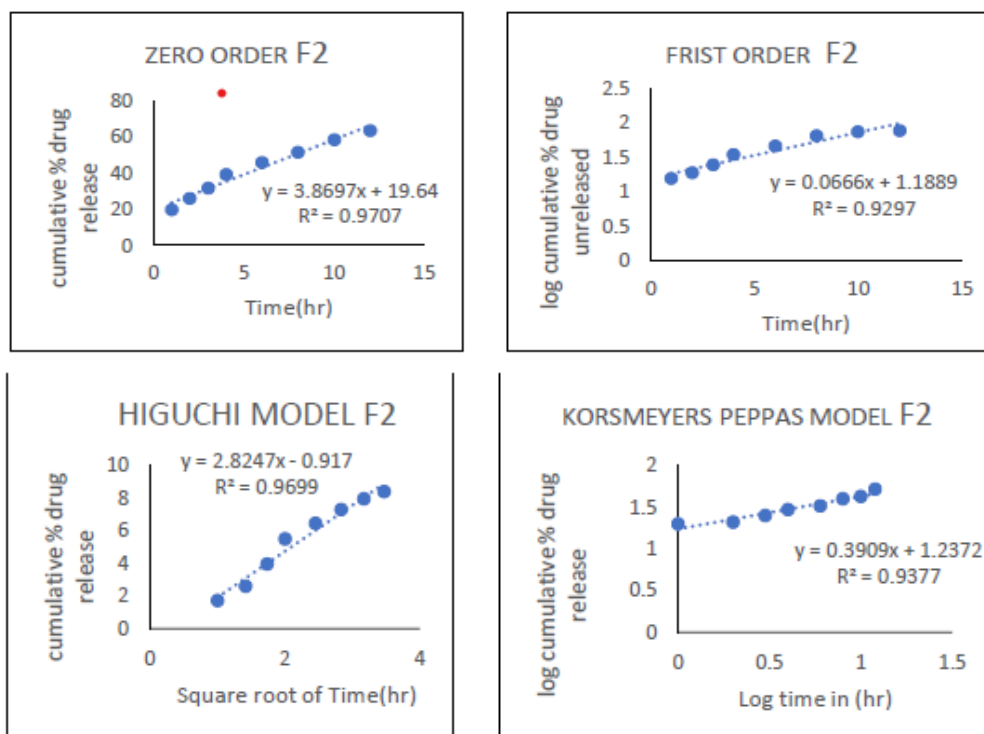 ZERO ORDER F2
cumulative % drug
release
80
60
40
20
0
y = 3.8697x + 19.64
R² = 0.9707
0
5
10
15
Time(hr)
FRIST ORDER F2
log cumulative % drug
unreleased
2.5
2
1.5
1
0.5
0
y = 0.0666x + 1.1889
R² = 0.9297
0
5
10
15
Time(hr)
HIGUCHI MODEL F2
cumulative % drug
release
y = 2.8247x - 0.917
R² = 0.9699
10
8
6
4
2
0
0
2
4
Square root of Time(hr)
KORSMEYERS PEPPAS MODEL F2
log cumulative % drug
release
2
1.5
1
0.5
0
y = 0.3909x + 1.2372
R² = 0.9377
0
0.5
1
1.5
Log time in (hr)